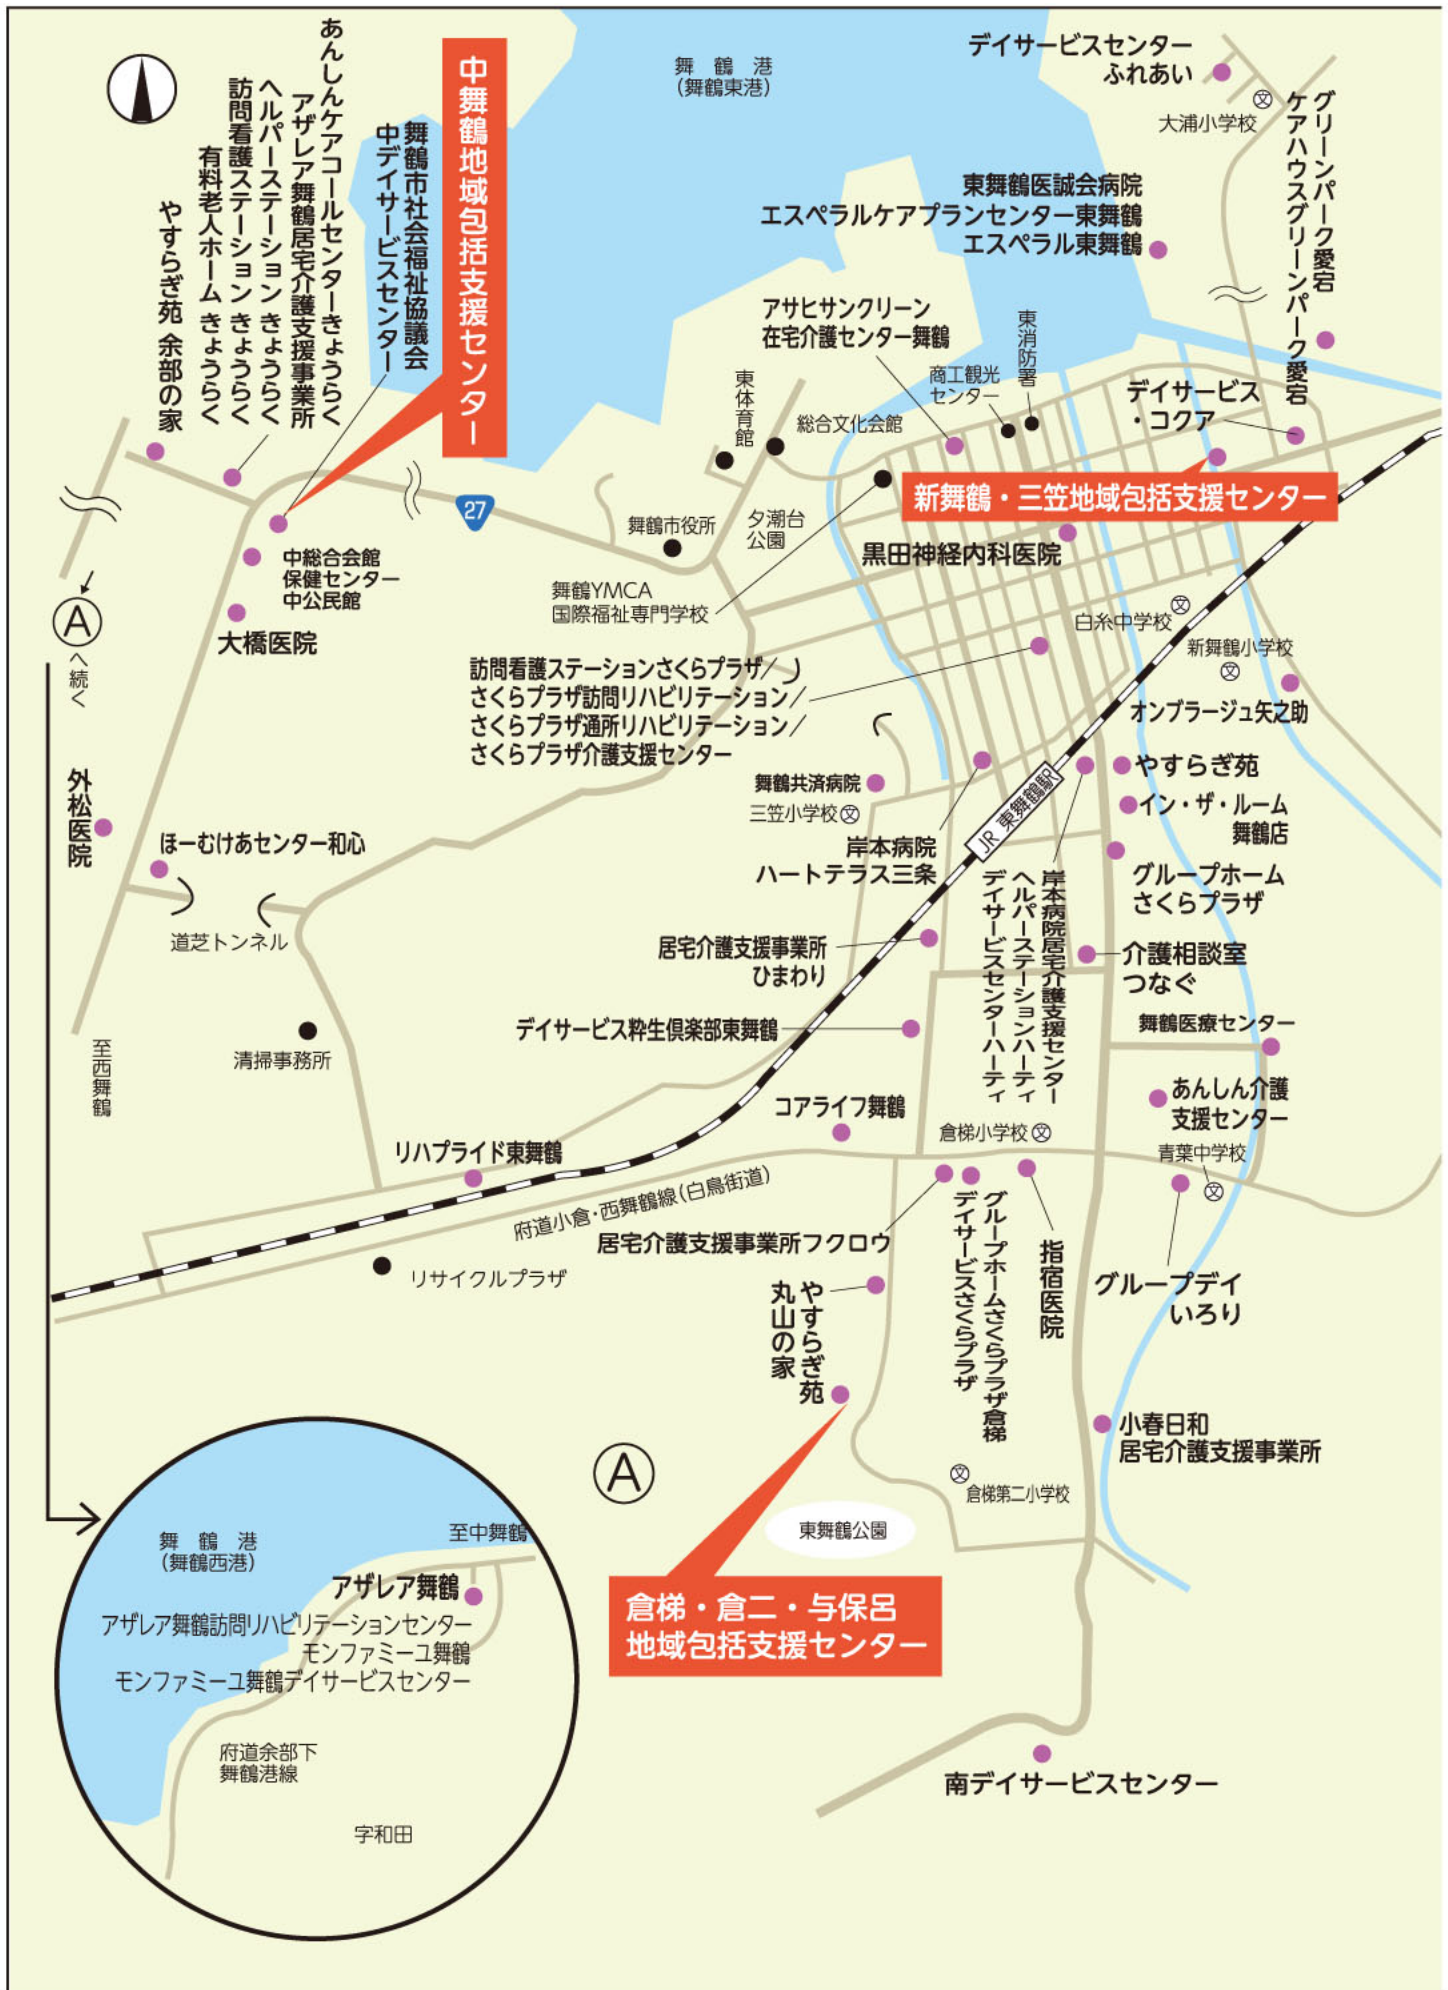 あんしんケアコールセンターきょうらく
アザレア舞鶴居宅介護支援事業所
ヘルパーステーション きょうらく
訪問看護ステーション きょうらく
有料老人ホーム きょうらく
やすらぎ苑 余部の家
舞鶴市社会福祉協議会
中デイサービスセンター
中舞鶴地域包括支援センター
舞鶴港
(舞鶴東港)
デイサービスセンター
ふれあい
文
大浦小学校
グリーンパーク愛宕
ケアハウスグリーンパーク愛宕
東舞鶴医誠会病院
エスペラルケアプランセンター東舞鶴
エスペラル東舞鶴
アサヒサンクリーン
在宅介護センター舞鶴
東消防署
商工観光
センター
東体育館
総合文化会館
デイサービス
・コクア
新舞鶴・三笠地域包括支援センター
27
舞鶴市役所
夕潮台
公園
黒田神経内科医院
舞鶴YMCA
国際福祉専門学校
中総合会館
保健センター
中公民館
大橋医院
A
へ続く
白糸中学校
文
新舞鶴小学校
文
オンブラージュ矢之助
訪問看護ステーションさくらプラザ/
さくらプラザ訪問リハビリテーション/
さくらプラザ通所リハビリテーション/
さくらプラザ介護支援センター
舞鶴共済病院
三笠小学校
文
JR 東舞鶴駅
やすらぎ苑
イン・ザ・ルーム
舞鶴店
グループホーム
さくらプラザ
外松医院
ほーむけあセンター和心
道芝トンネル
岸本病院
ハートテラス三条
岸本病院居宅介護支援センター
ヘルパーステーションハーティ
デイサービスセンターハーティ
居宅介護支援事業所
ひまわり
介護相談室
つなぐ
デイサービス粋生倶楽部東舞鶴
舞鶴医療センター
清掃事務所
至西舞鶴
あんしん介護
支援センター
コアライフ舞鶴
倉梯小学校
文
青葉中学校
文
リハプライド東舞鶴
府道小倉・西舞鶴線(白鳥街道)
居宅介護支援事業所フクロウ
リサイクルプラザ
グループホームさくらプラザ倉梯
デイサービスさくらプラザ
指宿医院
グループデイ
いろり
やすらぎ苑
丸山の家
小春日和
居宅介護支援事業所
A
文
倉梯第二小学校
東舞鶴公園
倉梯・倉二・与保呂
地域包括支援センター
南デイサービスセンター
舞鶴港
(舞鶴西港)
至中舞鶴
アザレア舞鶴
アザレア舞鶴訪問リハビリテーションセンター
モンファミーユ舞鶴
モンファミーユ舞鶴デイサービスセンター
府道余部下
舞鶴港線
字和田